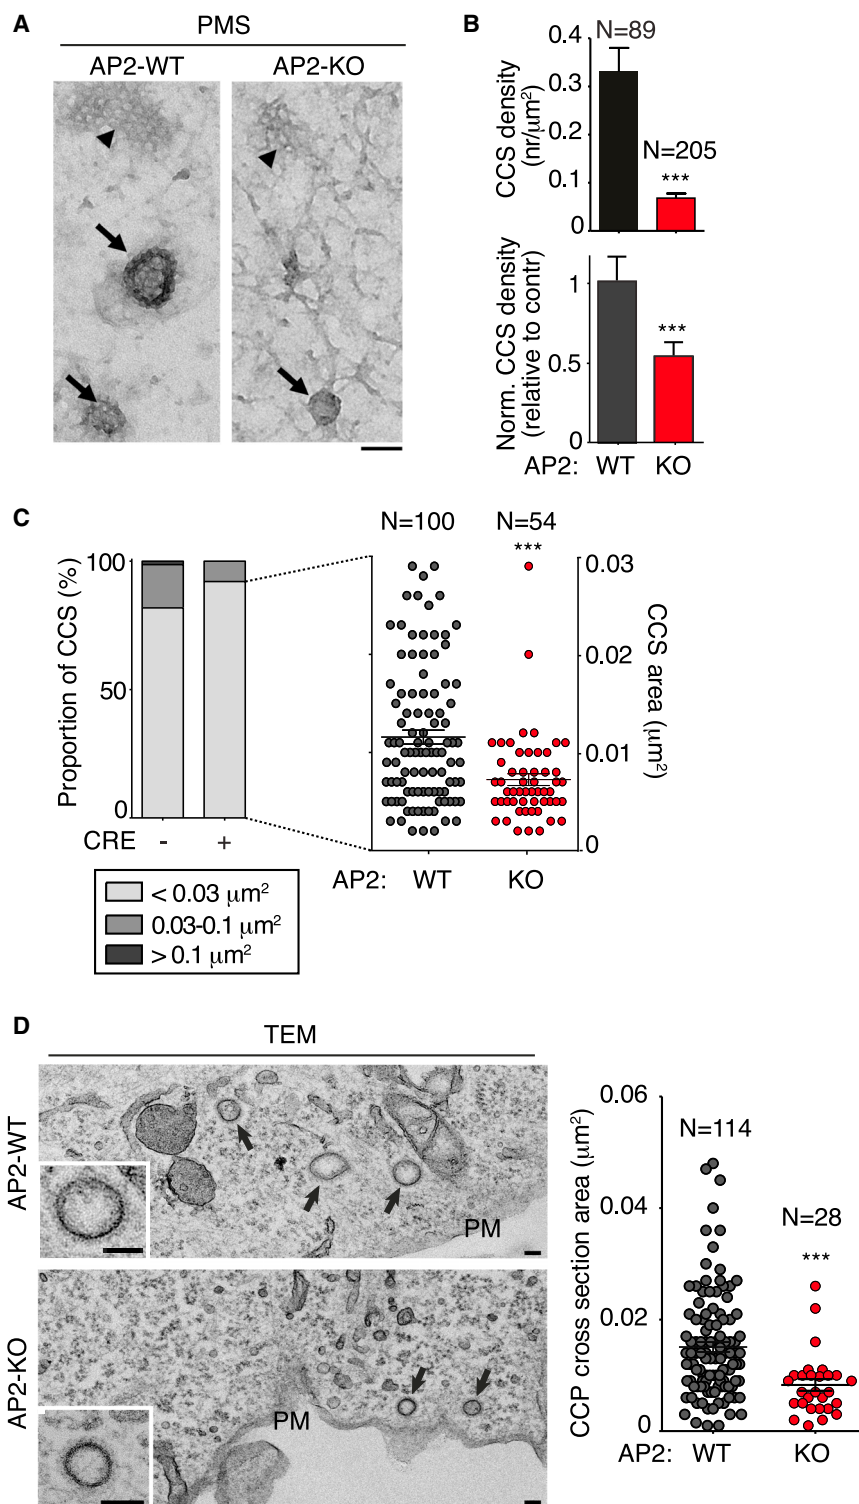 A
PMS
AP2-WT
AP2-KO
B
N=89
0.4
0.3
0.2
0.1
0
CCS density
(nr/μm²)
N=205
***
1
0.5
0
Norm. CCS density
(relative to contr)
***
AP2: WT KO
C
100
50
0
Proportion of CCS (%)
CRE - +
< 0.03 μm²
0.03-0.1 μm²
> 0.1 μm²
N=100
N=54
***
0.03
0.02
0.01
0
CCS area (μm²)
AP2: WT KO
D
TEM
AP2-WT
PM
AP2-KO
PM
0.06
0.04
0.02
0
CCP cross section area (μm²)
N=114
N=28
***
AP2: WT KO